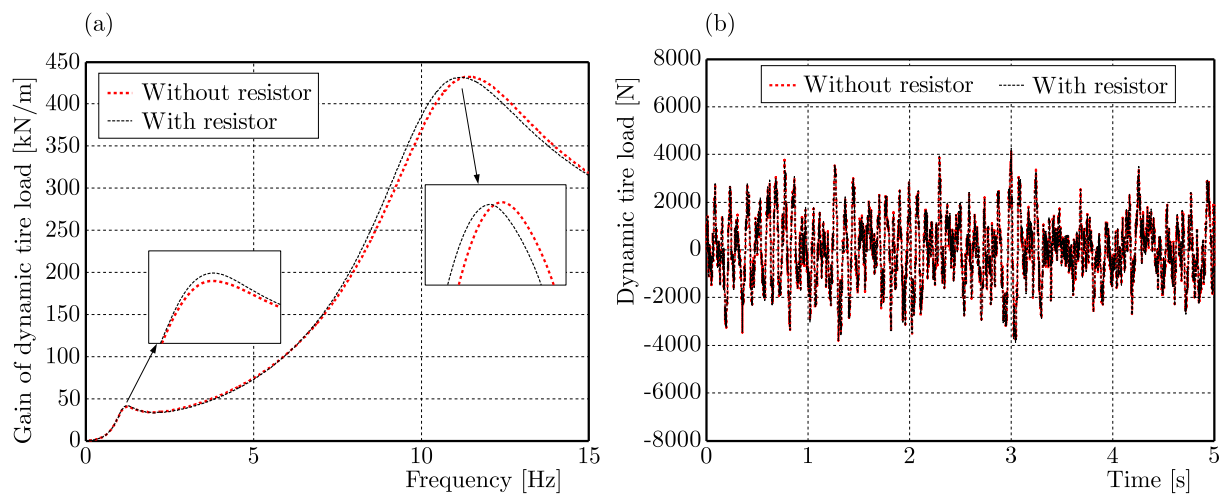 (a)
Gain of dynamic tire load [kN/m]
450
400
350
300
250
200
150
100
50
0
Without resistor
With resistor
0 5 10 15
Frequency [Hz]
(b)
Dynamic tire load [N]
8000
6000
4000
2000
0
-2000
-4000
-6000
-8000
Without resistor With resistor
0 1 2 3 4 5
Time [s]